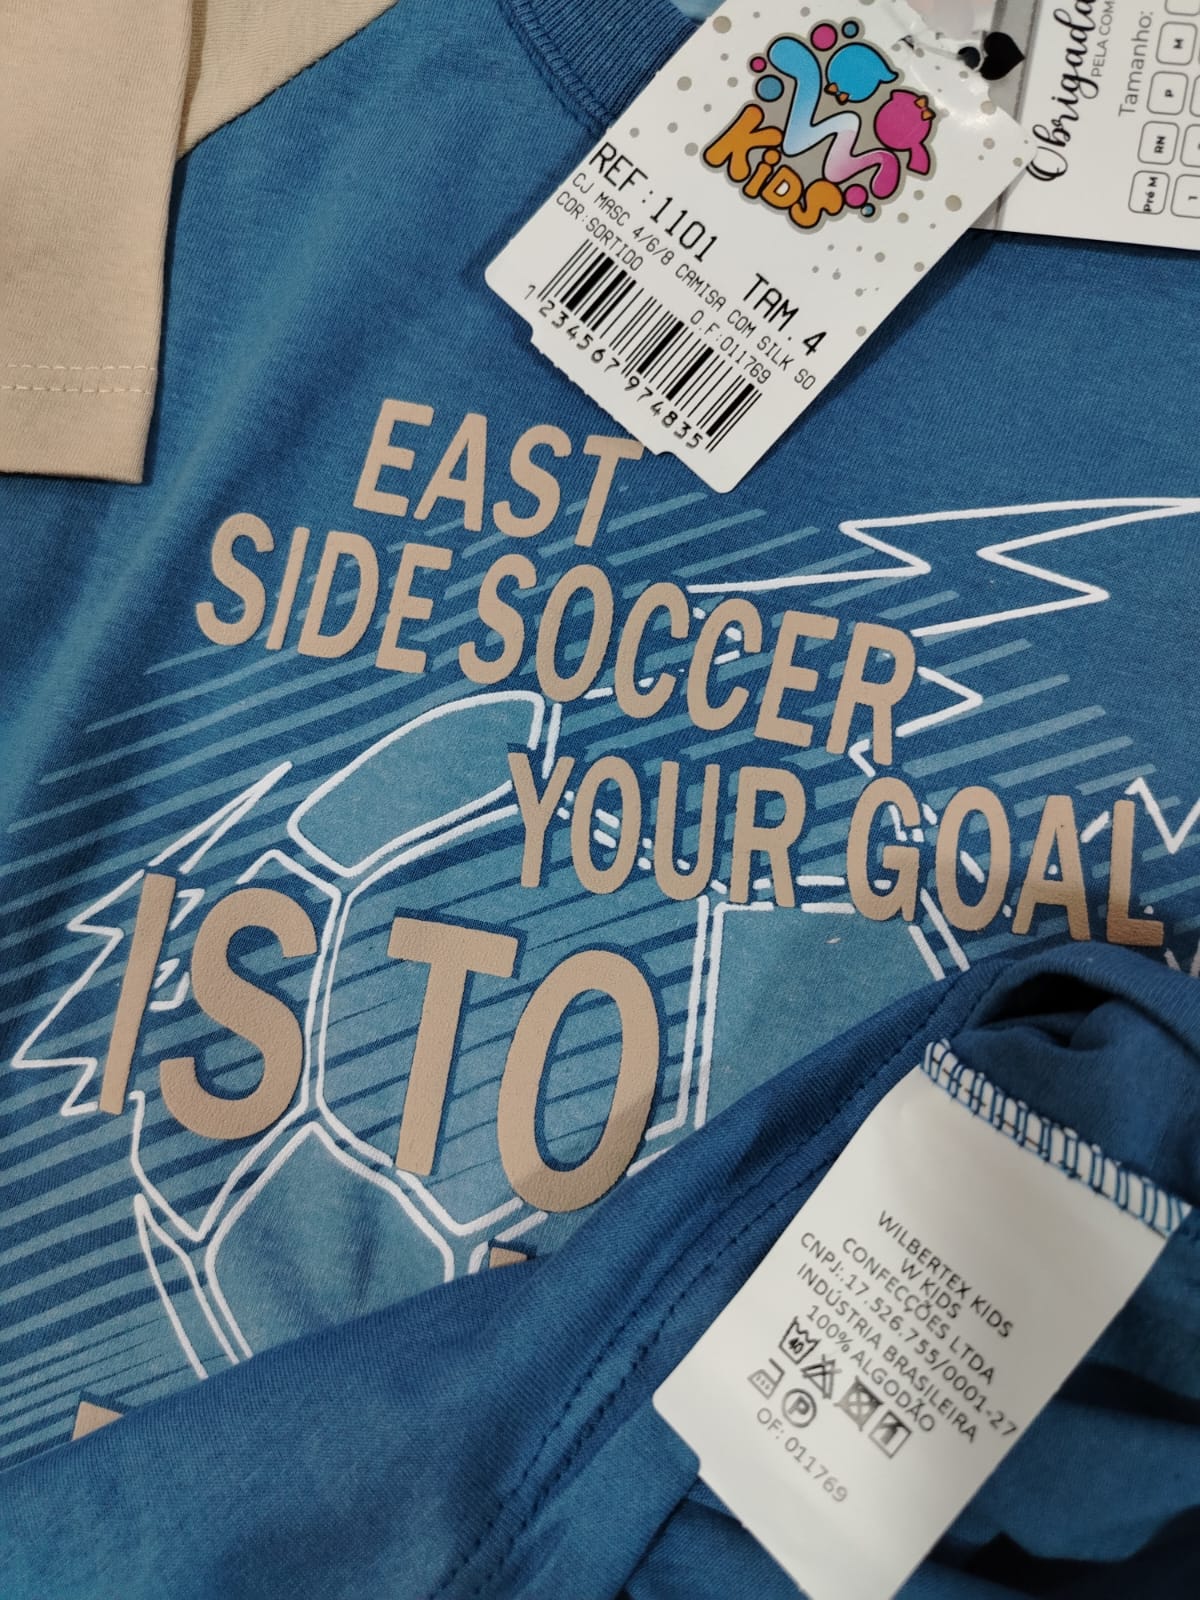 W
KIDS
REF:1101 TAM.4
CJ MASC 4/6/8 CAMISA COM SILK SO
COR:SORTIDO O.F:011769
1234567974835
Obrigada
PELA COM
Tamanho:
Pré M RN P M
1
EAST
SIDE SOCCER
YOUR GOAL
IS TO
WILBERTEX KIDS
W KIDS
CONFECÇÕES LTDA
CNPJ:.17.526.755/0001-27
INDÚSTRIA BRASILEIRA
100% ALGODÃO
40
P
OF: 011769